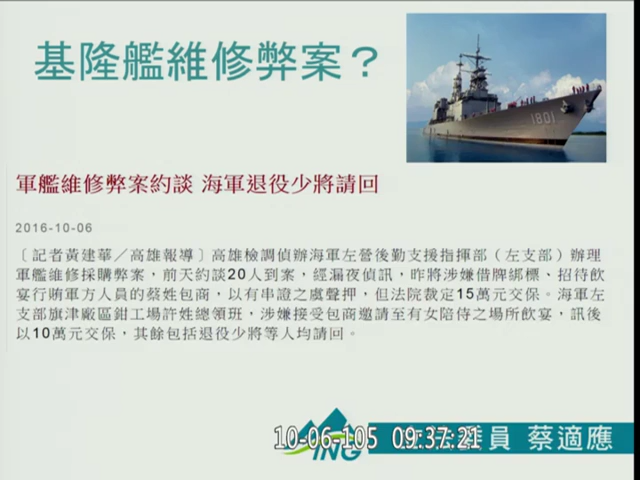 基隆艦維修弊案？
1801
軍艦維修弊案約談 海軍退役少將請回
2016-10-06
〔記者黃建華／高雄報導〕高雄檢調偵辦海軍左營後勤支援指揮部（左支部）辦理
軍艦維修採購弊案，前天約談20人到案，經漏夜偵訊，昨將涉嫌借牌綁標、招待飲
宴行賄軍方人員的蔡姓包商，以有串證之虞聲押，但法院裁定15萬元交保。海軍左
支部旗津廠區鉗工場許姓總領班，涉嫌接受包商邀請至有女陪侍之場所飲宴，訊後
以10萬元交保，其餘包括退役少將等人均請回。
10-06-105 09:37:21
ING
委員 蔡適應